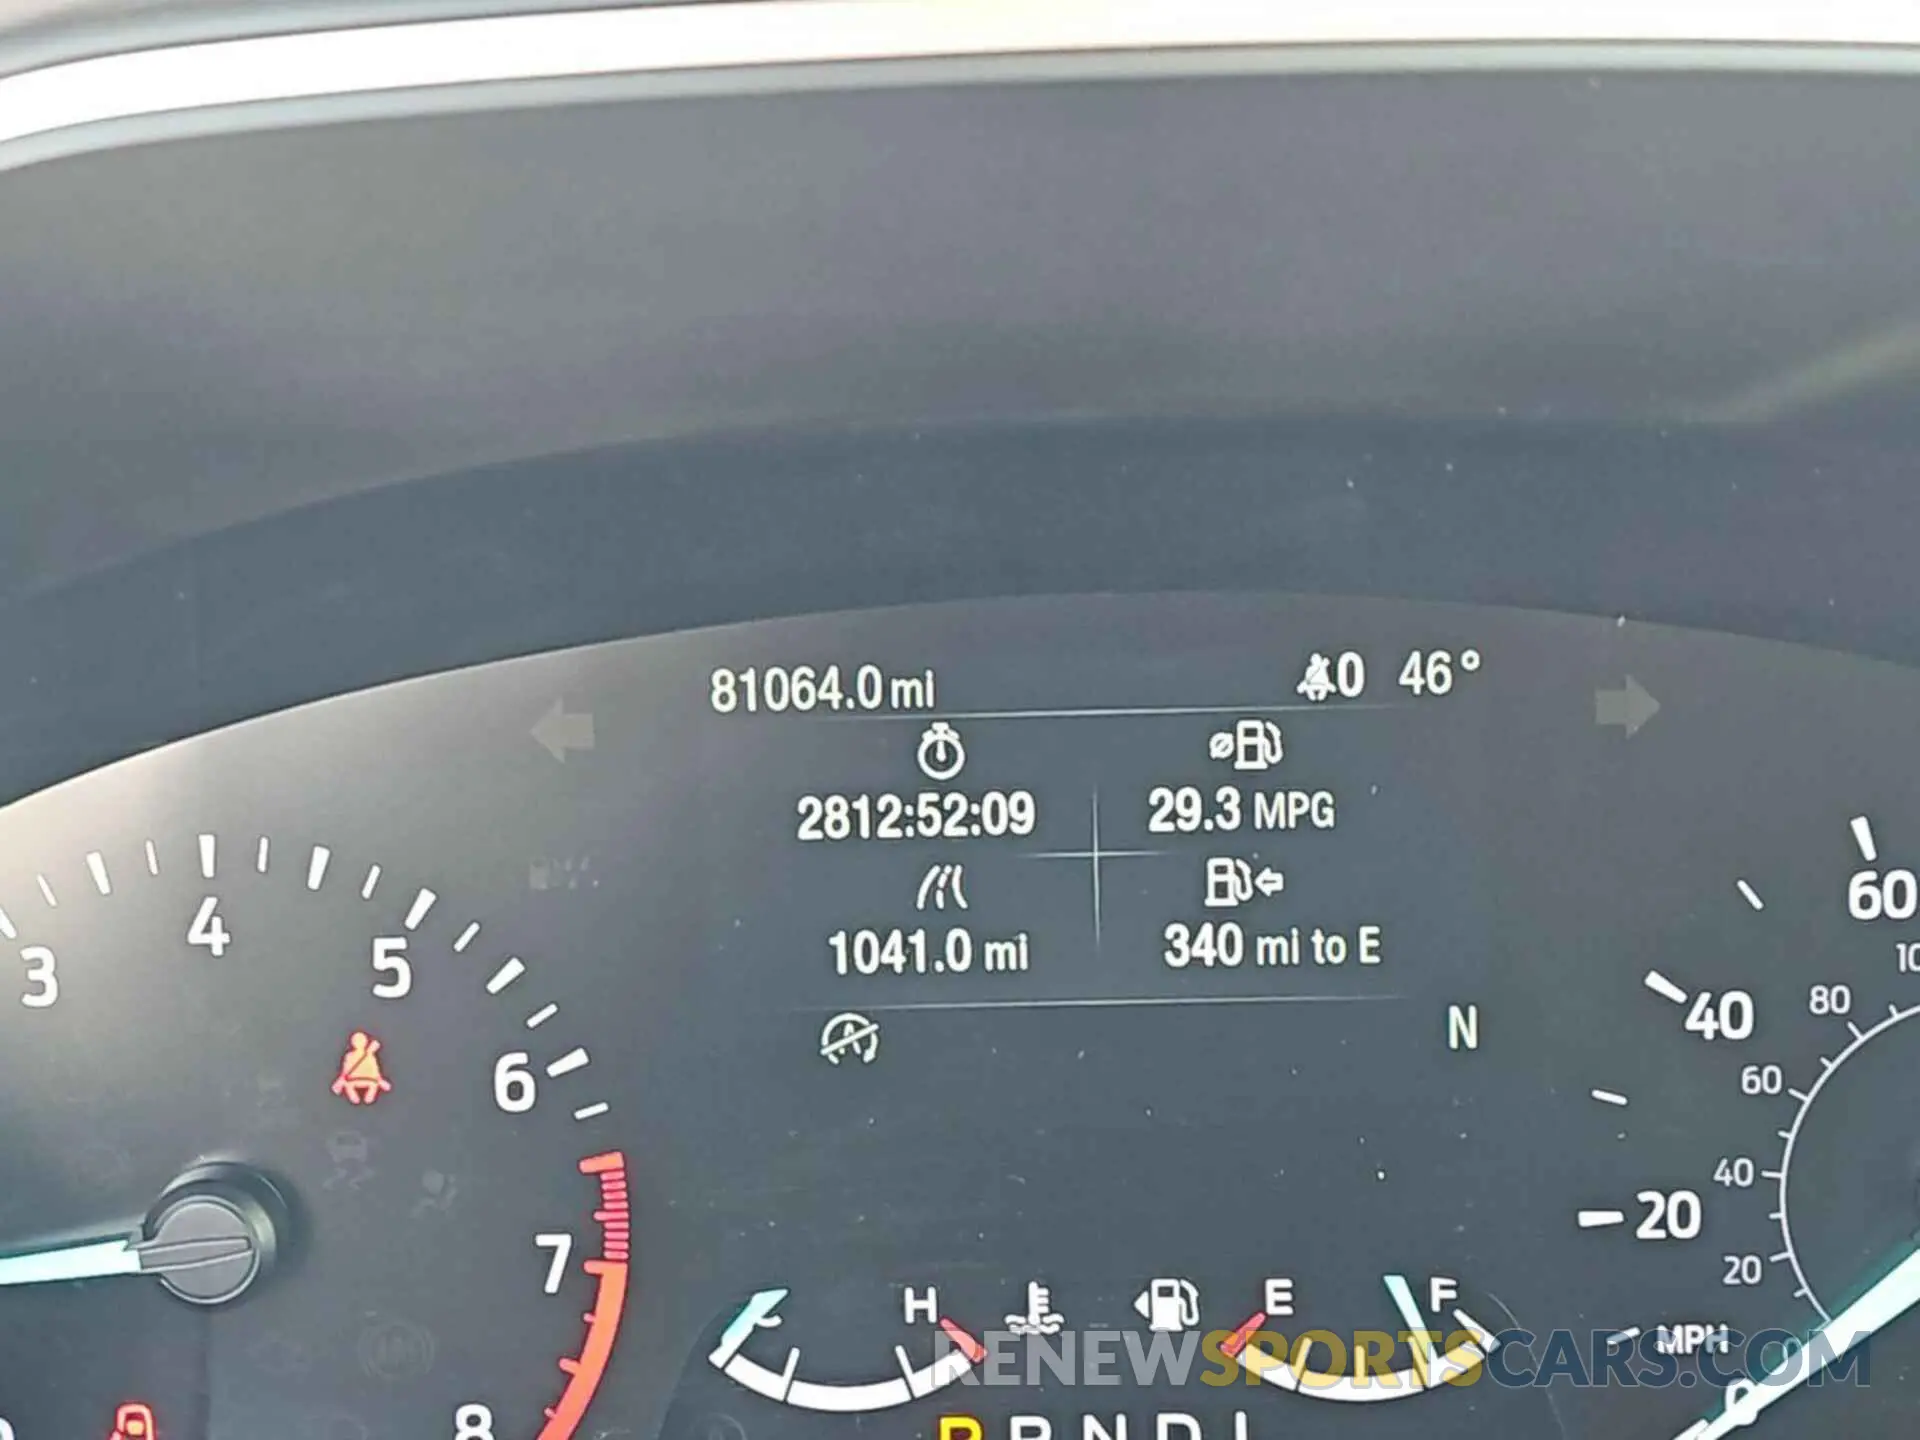 81064.0 mi 0 46°
2812:52:09 29.3 MPG
1041.0 mi 340 mi to E
N
3 4 5 6 7 8
60 40 20 0 MPH
80 60 40 20
C H E F
P R N D L
RENEWSPORTSCARS.COM